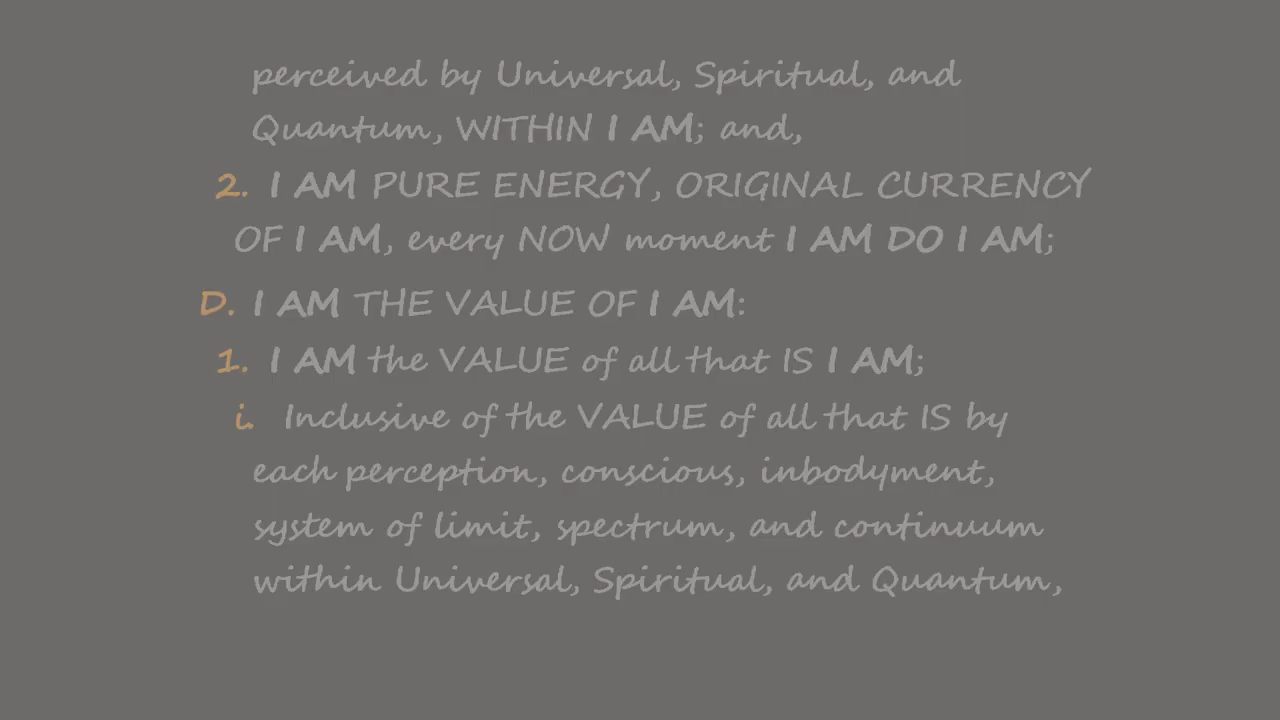 perceived by Universal, Spiritual, and
Quantum, WITHIN I AM; and,
2. I AM PURE ENERGY, ORIGINAL CURRENCY
OF I AM, every NOW moment I AM DO I AM;
D. I AM THE VALUE OF I AM:
1. I AM the VALUE of all that IS I AM;
i. Inclusive of the VALUE of all that IS by
each perception, conscious, inbodyment,
system of limit, spectrum, and continuum
within Universal, Spiritual, and Quantum,